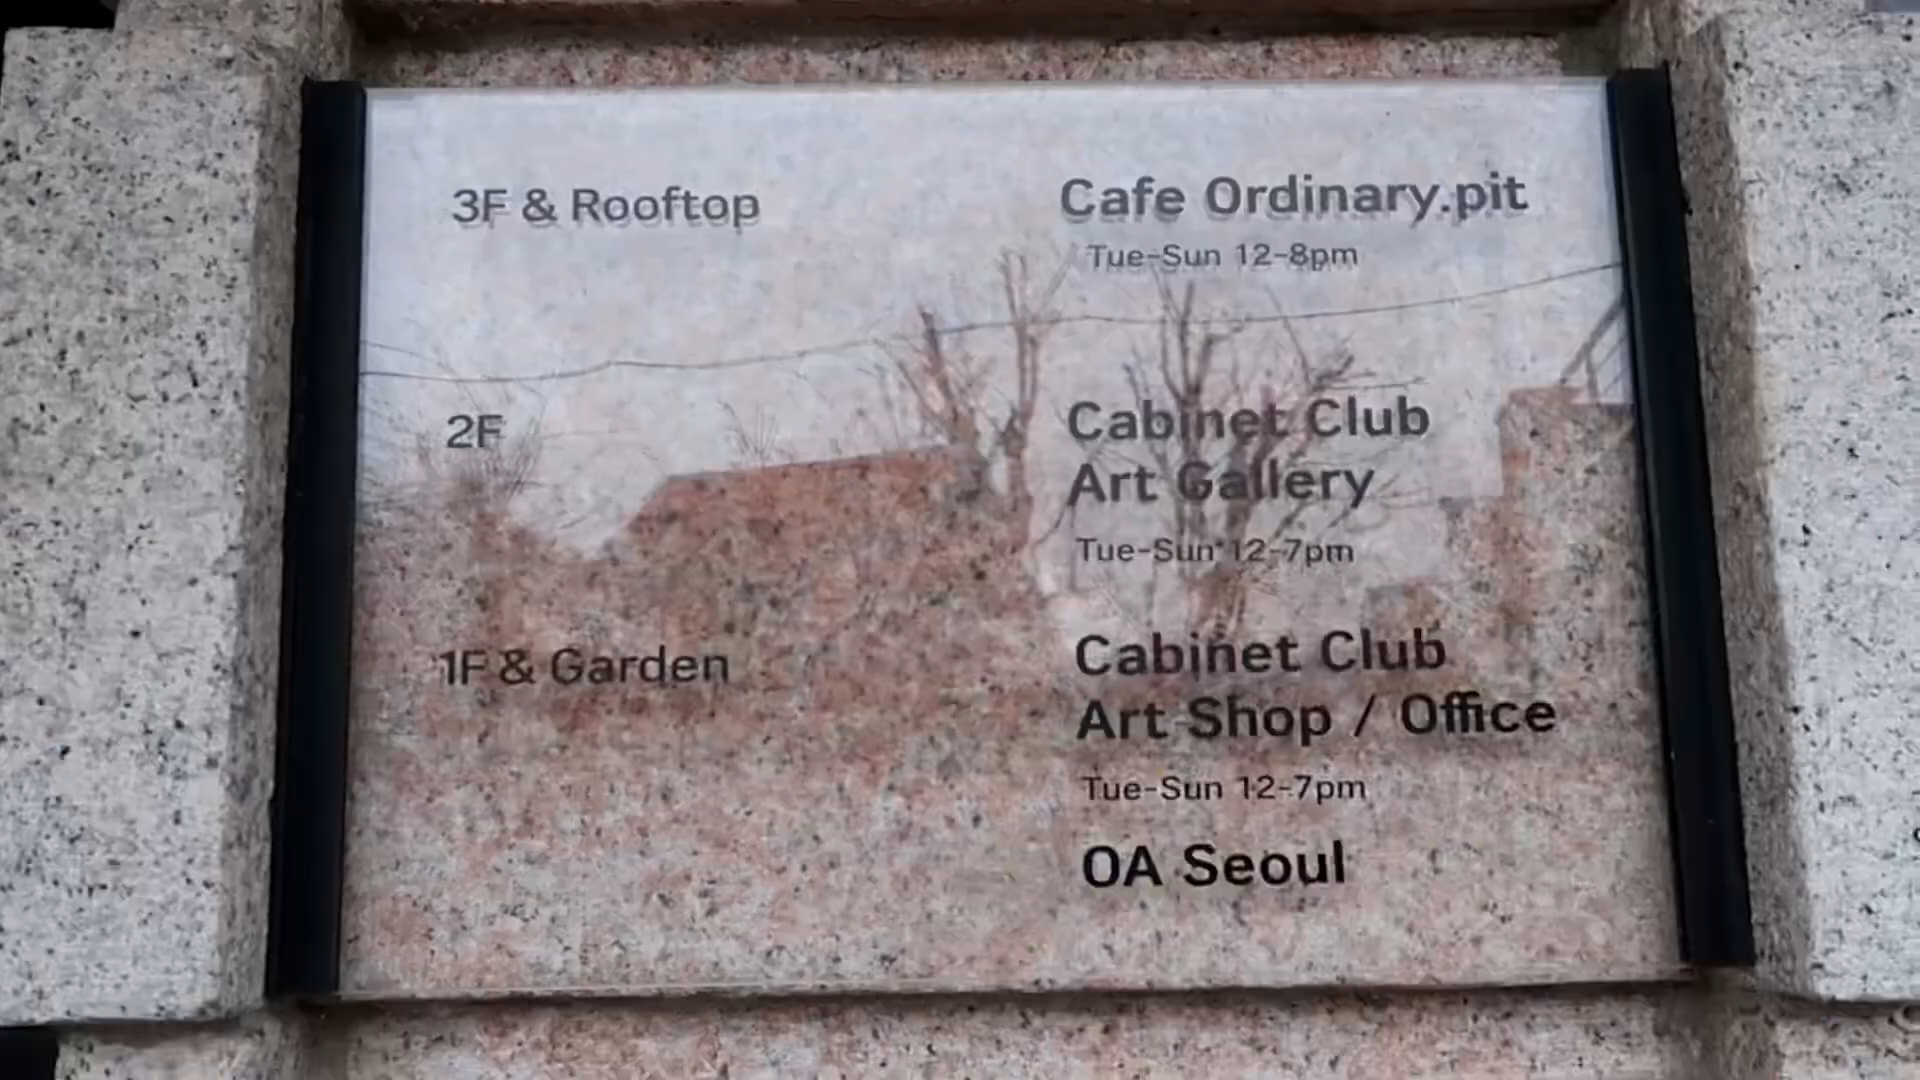 3F & Rooftop
Cafe Ordinary.pit
Tue-Sun 12-8pm
2F
Cabinet Club
Art Gallery
Tue-Sun 12-7pm
1F & Garden
Cabinet Club
Art Shop / Office
Tue-Sun 12-7pm
OA Seoul